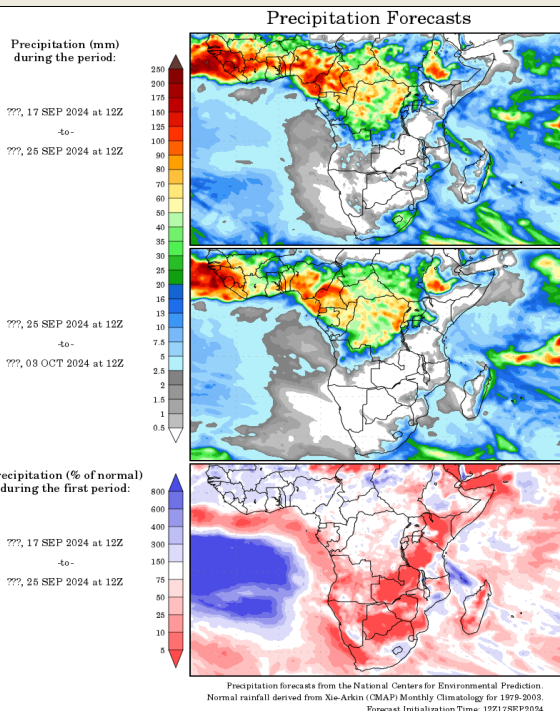 Precipitation Forecasts
Precipitation (mm)
during the period:
???, 17 SEP 2024 at 12Z
-to-
???, 25 SEP 2024 at 12Z
250
200
175
150
125
100
90
80
70
60
50
40
35
30
25
20
16
13
10
7.5
5
2.5
2
1.5
1
0.5
???, 25 SEP 2024 at 12Z
-to-
???, 03 OCT 2024 at 12Z
recipitation (% of normal)
during the first period:
???, 17 SEP 2024 at 12Z
-to-
???, 25 SEP 2024 at 12Z
800
600
400
300
150
75
50
25
10
5
Precipitation forecasts from the National Centers for Environmental Prediction.
Normal rainfall derived from Xie-Arkin (CMAP) Monthly Climatology for 1979-2003.
Forecast Initialization Time: 12Z17SEP2024